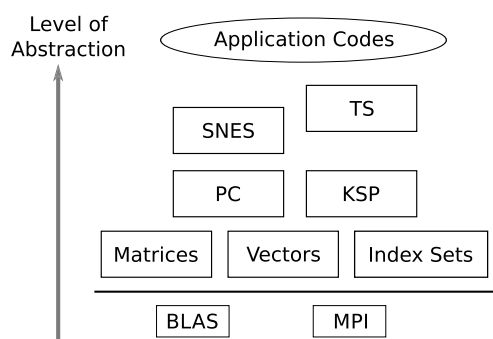 Level of
Abstraction
Application Codes
TS
SNES
PC
KSP
Matrices
Vectors
Index Sets
BLAS
MPI